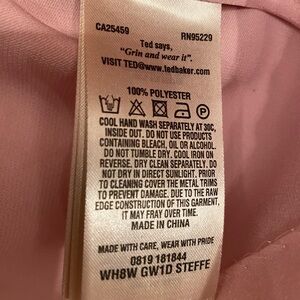 CA25459 RN95229
Ted says,
"Grin and wear it".
VISIT TED@www.tedbaker.com
100% POLYESTER
COOL HAND WASH SEPARATELY AT 30C,
INSIDE OUT. DO NOT USE PRODUCTS
CONTAINING BLEACH, OIL OR ALCOHOL.
DO NOT TUMBLE DRY. COOL IRON ON
REVERSE. DRY CLEAN SEPARATELY. DO
NOT DRY IN DIRECT SUNLIGHT. PRIOR
TO CLEANING COVER THE METAL TRIMS
TO PREVENT DAMAGE. DUE TO THE RAW
EDGE CONSTRUCTION OF THIS GARMENT,
IT MAY FRAY OVER TIME.
MADE IN CHINA
MADE WITH CARE, WEAR WITH PRIDE
0819 181844
WH8W GW1D STEFFE